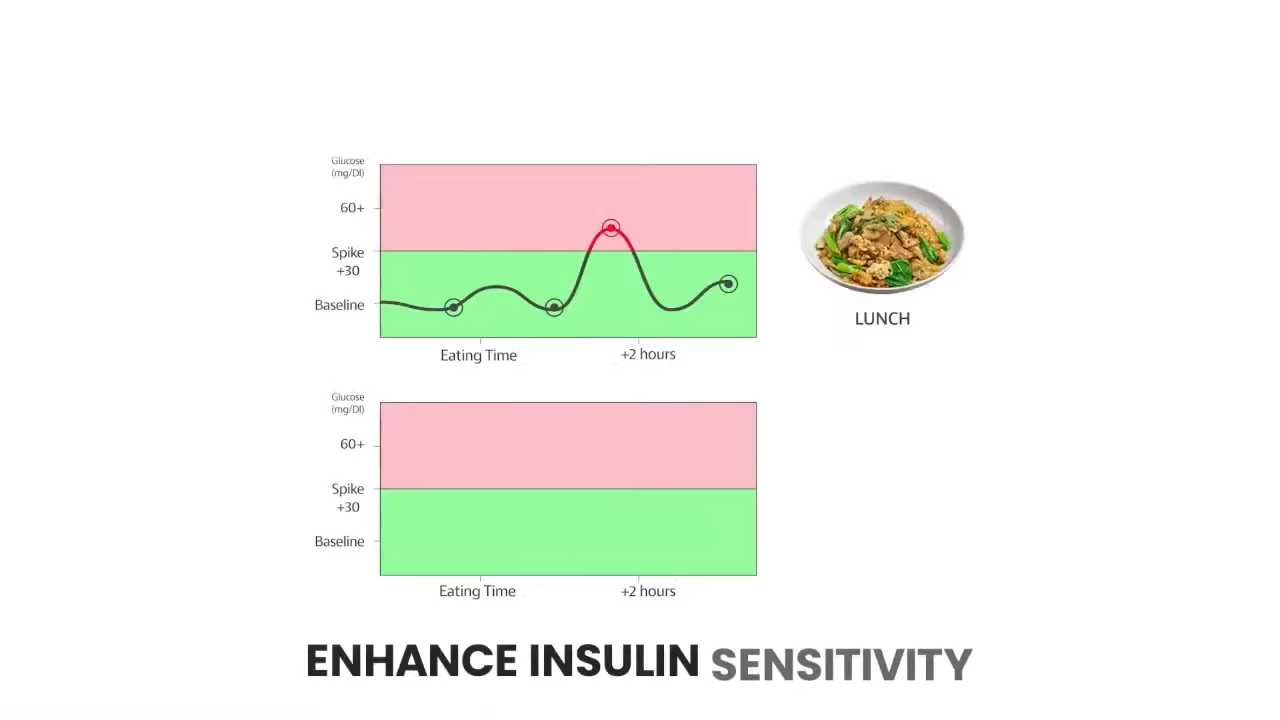 Glucose
(mg/Dl)
60+
Spike
+30
Baseline
Eating Time
+2 hours
LUNCH
Glucose
(mg/Dl)
60+
Spike
+30
Baseline
Eating Time
+2 hours
ENHANCE INSULIN SENSITIVITY